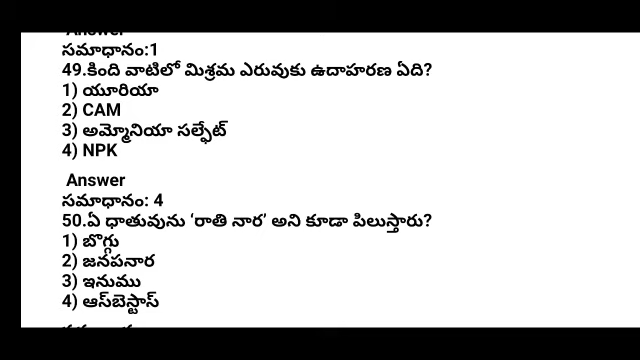 Answer
సమాధానం:1
49.కింది వాటిలో మిశ్రమ ఎరువుకు ఉదాహరణ ఏది?
1) యూరియా
2) CAM
3) అమ్మోనియా సల్ఫేట్
4) NPK
Answer
సమాధానం: 4
50.ఏ ధాతువును ‘రాతి నార’ అని కూడా పిలుస్తారు?
1) బొగ్గు
2) జనపనార
3) ఇనుము
4) ఆస్‌బెస్టాస్